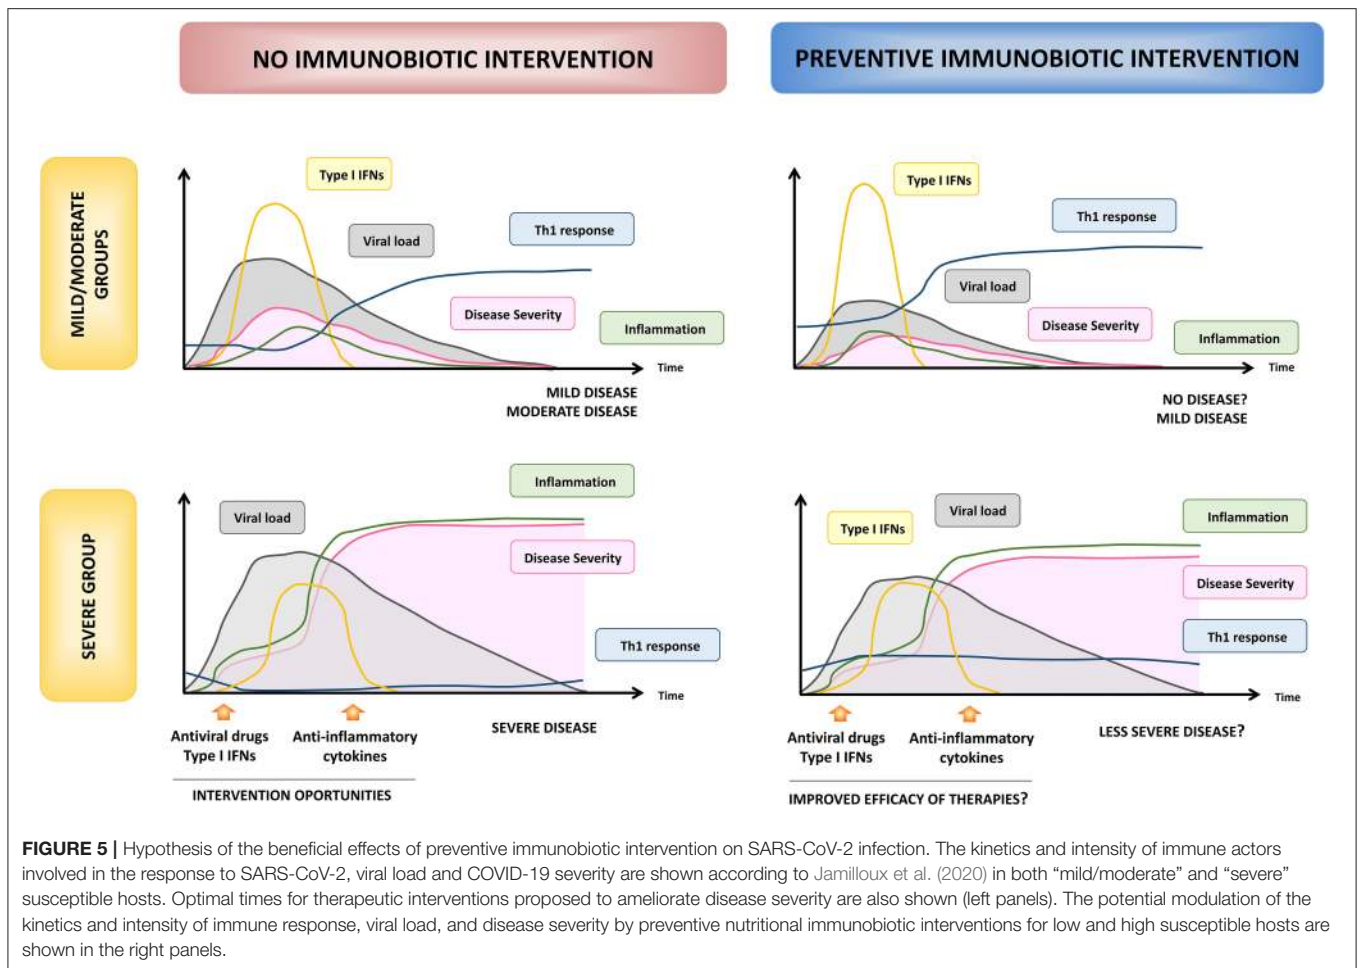 NO IMMUNOBIOTIC INTERVENTION
PREVENTIVE IMMUNOBIOTIC INTERVENTION
MILD/MODERATE
GROUPS
Type I IFNs
Viral load
Th1 response
Disease Severity
Inflammation
Time
MILD DISEASE
MODERATE DISEASE
Type I IFNs
Th1 response
Viral load
Disease Severity
Inflammation
Time
NO DISEASE?
MILD DISEASE
SEVERE GROUP
Inflammation
Viral load
Disease Severity
Th1 response
Time
Antiviral drugs
Type I IFNs
Anti-inflammatory
cytokines
SEVERE DISEASE
INTERVENTION OPORTUNITIES
Viral load
Type I IFNs
Inflammation
Disease Severity
Th1 response
Time
Antiviral drugs
Type I IFNs
Anti-inflammatory
cytokines
LESS SEVERE DISEASE?
IMPROVED EFFICACY OF THERAPIES?
FIGURE 5 | Hypothesis of the beneficial effects of preventive immunobiotic intervention on SARS-CoV-2 infection. The kinetics and intensity of immune actors
involved in the response to SARS-CoV-2, viral load and COVID-19 severity are shown according to Jamilloux et al. (2020) in both “mild/moderate” and “severe”
susceptible hosts. Optimal times for therapeutic interventions proposed to ameliorate disease severity are also shown (left panels). The potential modulation of the
kinetics and intensity of immune response, viral load, and disease severity by preventive nutritional immunobiotic interventions for low and high susceptible hosts are
shown in the right panels.